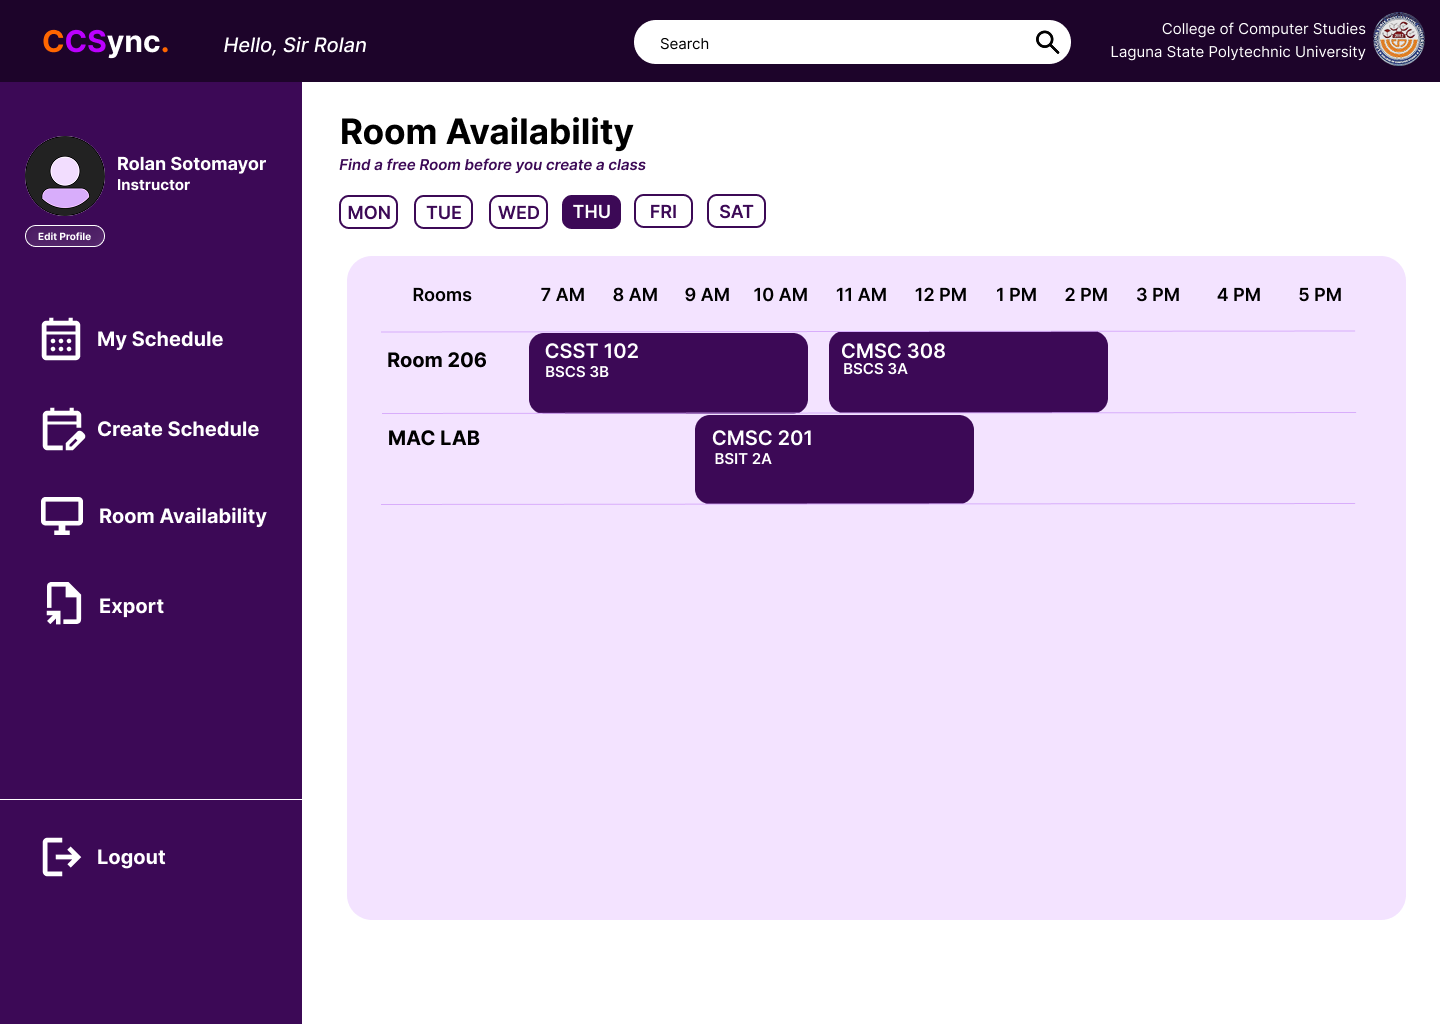 CCSync.
Hello, Sir Rolan
Search
College of Computer Studies
Laguna State Polytechnic University
Rolan Sotomayor
Instructor
Edit Profile
My Schedule
Create Schedule
Room Availability
Export
Logout
Room Availability
Find a free Room before you create a class
MON TUE WED THU FRI SAT
Rooms 7 AM 8 AM 9 AM 10 AM 11 AM 12 PM 1 PM 2 PM 3 PM 4 PM 5 PM
Room 206
CSST 102
BSCS 3B
CMSC 308
BSCS 3A
MAC LAB
CMSC 201
BSIT 2A